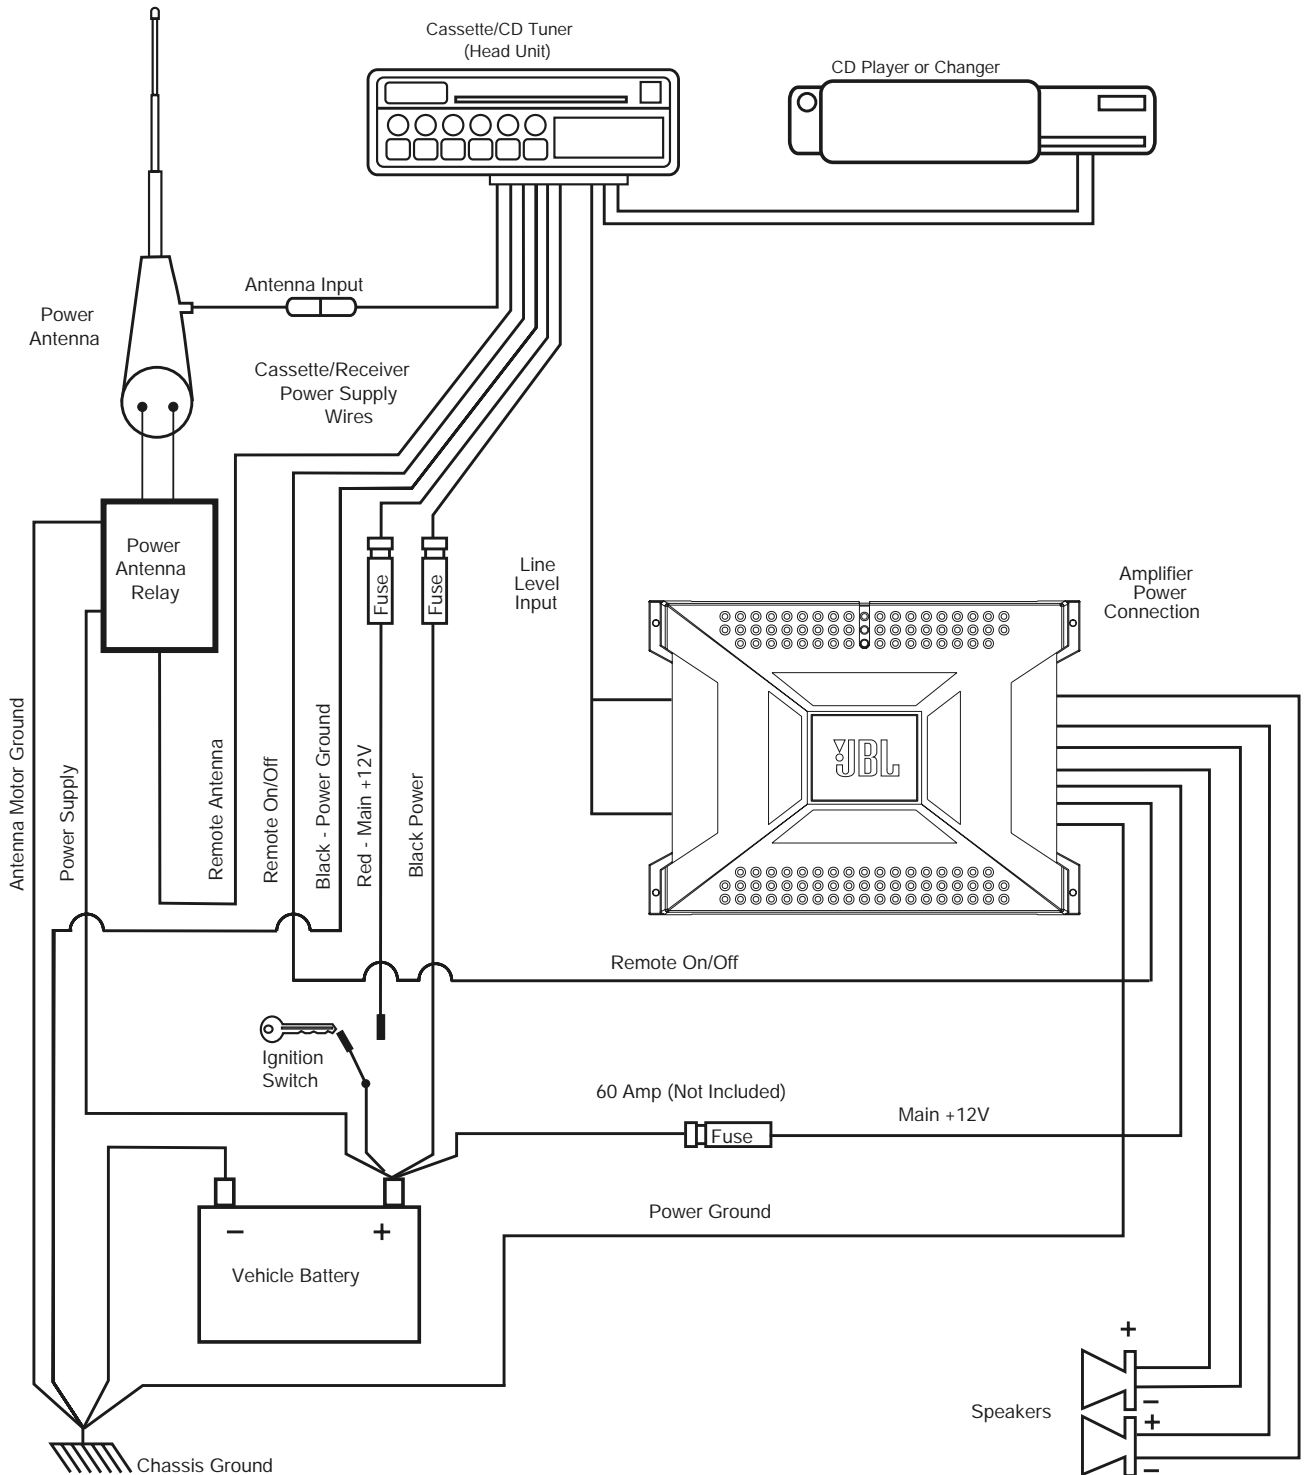 Cassette/CD Tuner
(Head Unit)
CD Player or Changer
Antenna Input
Power
Antenna
Cassette/Receiver
Power Supply
Wires
Power
Antenna
Relay
Fuse
Fuse
Line
Level
Input
Amplifier
Power
Connection
JBL
Antenna Motor Ground
Power Supply
Remote Antenna
Remote On/Off
Black - Power Ground
Red - Main +12V
Black Power
Remote On/Off
Ignition
Switch
60 Amp (Not Included)
Fuse
Main +12V
Power Ground
– +
Vehicle Battery
Speakers
+
–
+
–
Chassis Ground